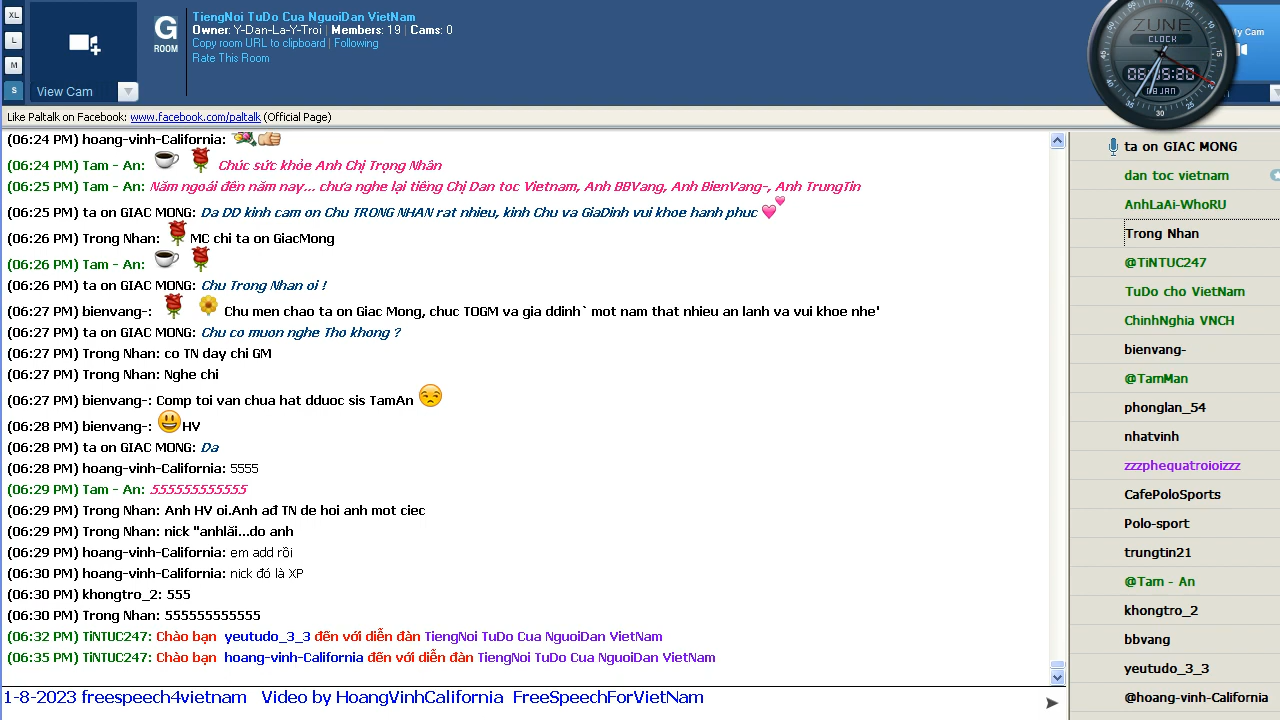 XL
L
M
S
View Cam
G
ROOM
TiengNoi TuDo Cua NguoiDan VietNam
Owner: Y-Dan-La-Y-Troi | Members: 19 | Cams: 0
Copy room URL to clipboard | Following
Rate This Room
ZUNE
CLOCK
08 JAN
My Cam
Like Paltalk on Facebook: www.facebook.com/paltalk (Official Page)
(06:24 PM) hoang-vinh-California:
(06:24 PM) Tam - An: Chúc sức khỏe Anh Chị Trọng Nhân
(06:25 PM) Tam - An: Năm ngoái đến năm nay... chưa nghe lại tiếng Chị Dan toc Vietnam, Anh BBVang, Anh BienVang-, Anh TrungTin
(06:25 PM) ta on GIAC MONG: Da DD kinh cam on Chu TRONG NHAN rat nhieu, kinh Chu va GiaDinh vui khoe hanh phuc
(06:26 PM) Trong Nhan: MC chi ta on GiacMong
(06:26 PM) Tam - An:
(06:26 PM) ta on GIAC MONG: Chu Trong Nhan oi !
(06:27 PM) bienvang-: Chu men chao ta on Giac Mong, chuc TOGM va gia ddinh` mot nam that nhieu an lanh va vui khoe nhe'
(06:27 PM) ta on GIAC MONG: Chu co muon nghe Tho khong ?
(06:27 PM) Trong Nhan: co TN day chi GM
(06:27 PM) Trong Nhan: Nghe chi
(06:27 PM) bienvang-: Comp toi van chua hat dduoc sis TamAn
(06:28 PM) bienvang-: HV
(06:28 PM) ta on GIAC MONG: Da
(06:28 PM) hoang-vinh-California: 5555
(06:29 PM) Tam - An: 555555555555
(06:29 PM) Trong Nhan: Anh HV oi.Anh ađ TN de hoi anh mot ciec
(06:29 PM) Trong Nhan: nick "anhlăi...do anh
(06:29 PM) hoang-vinh-California: em add rồi
(06:30 PM) hoang-vinh-California: nick đó là XP
(06:30 PM) khongtro_2: 555
(06:30 PM) Trong Nhan: 555555555555
(06:32 PM) TiNTUC247: Chào bạn yeutudo_3_3 đến với diễn đàn TiengNoi TuDo Cua NguoiDan VietNam
(06:35 PM) TiNTUC247: Chào bạn hoang-vinh-California đến với diễn đàn TiengNoi TuDo Cua NguoiDan VietNam
1-8-2023 freespeech4vietnam Video by HoangVinhCalifornia FreeSpeechForVietNam
ta on GIAC MONG
dan toc vietnam
AnhLaAi-WhoRU
Trong Nhan
@TiNTUC247
TuDo cho VietNam
ChinhNghia VNCH
bienvang-
@TamMan
phonglan_54
nhatvinh
zzzphequatroioizzz
CafePoloSports
Polo-sport
trungtin21
@Tam - An
khongtro_2
bbvang
yeutudo_3_3
@hoang-vinh-California